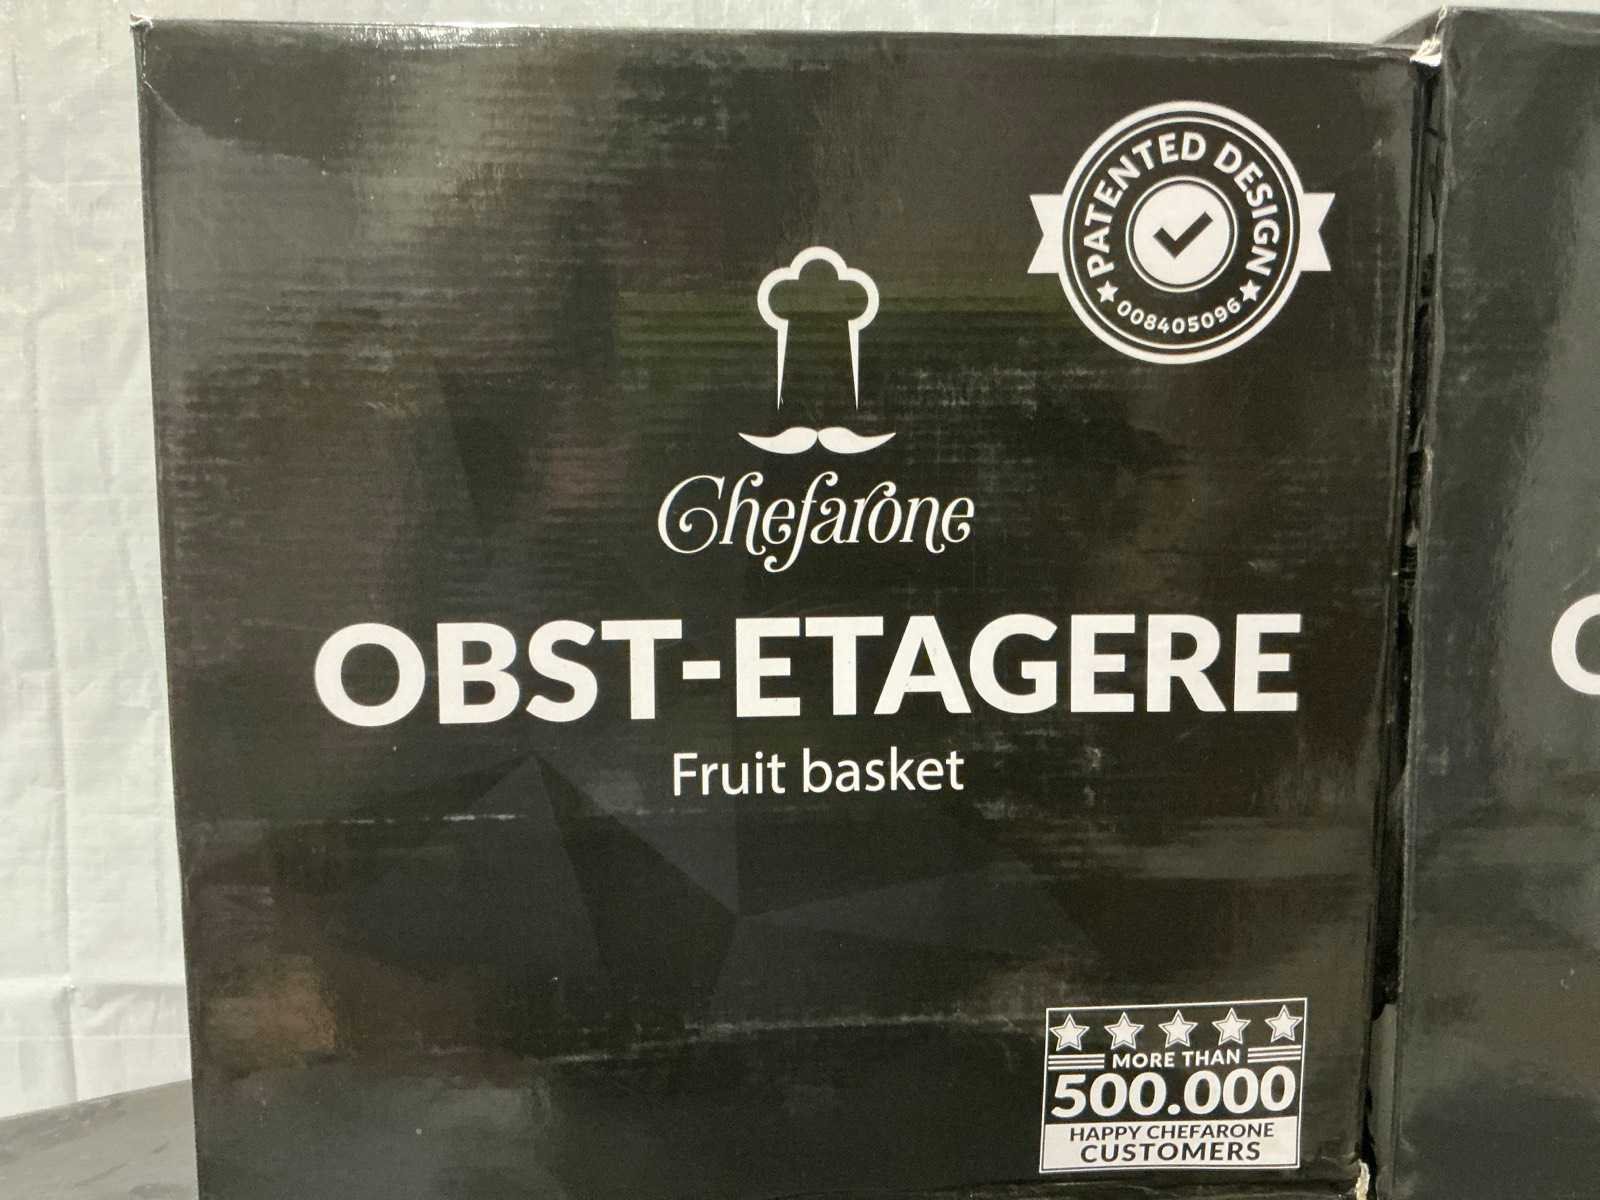 PATENTED DESIGN
008405096
Chefarone
OBST-ETAGERE
Fruit basket
MORE THAN
500.000
HAPPY CHEFARONE
CUSTOMERS